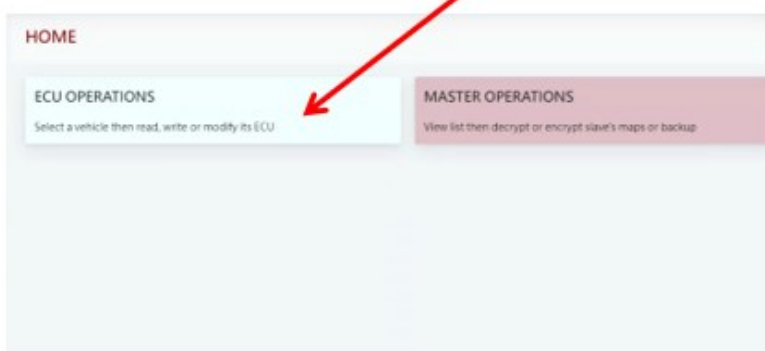 HOME
ECU OPERATIONS
Select a vehicle then read, write or modify its ECU
MASTER OPERATIONS
View list then decrypt or encrypt slave's maps or backup